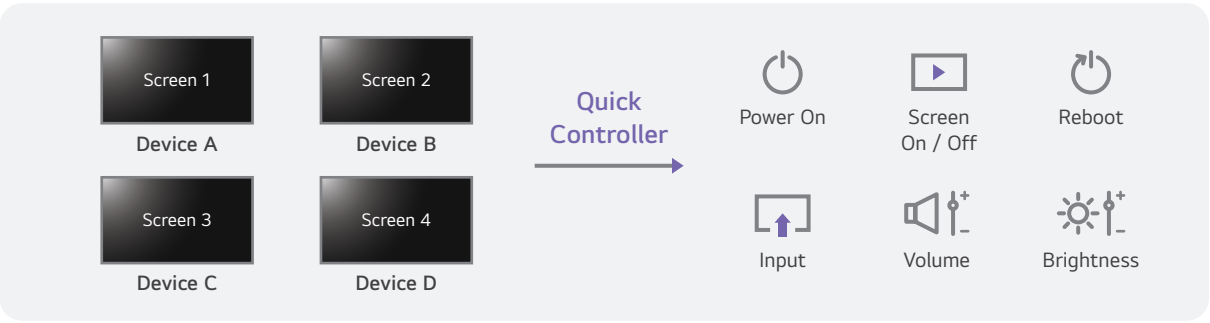 Screen 1
Device A
Screen 2
Device B
Screen 3
Device C
Screen 4
Device D
Quick
Controller
Power On
Screen
On / Off
Reboot
Input
Volume
Brightness